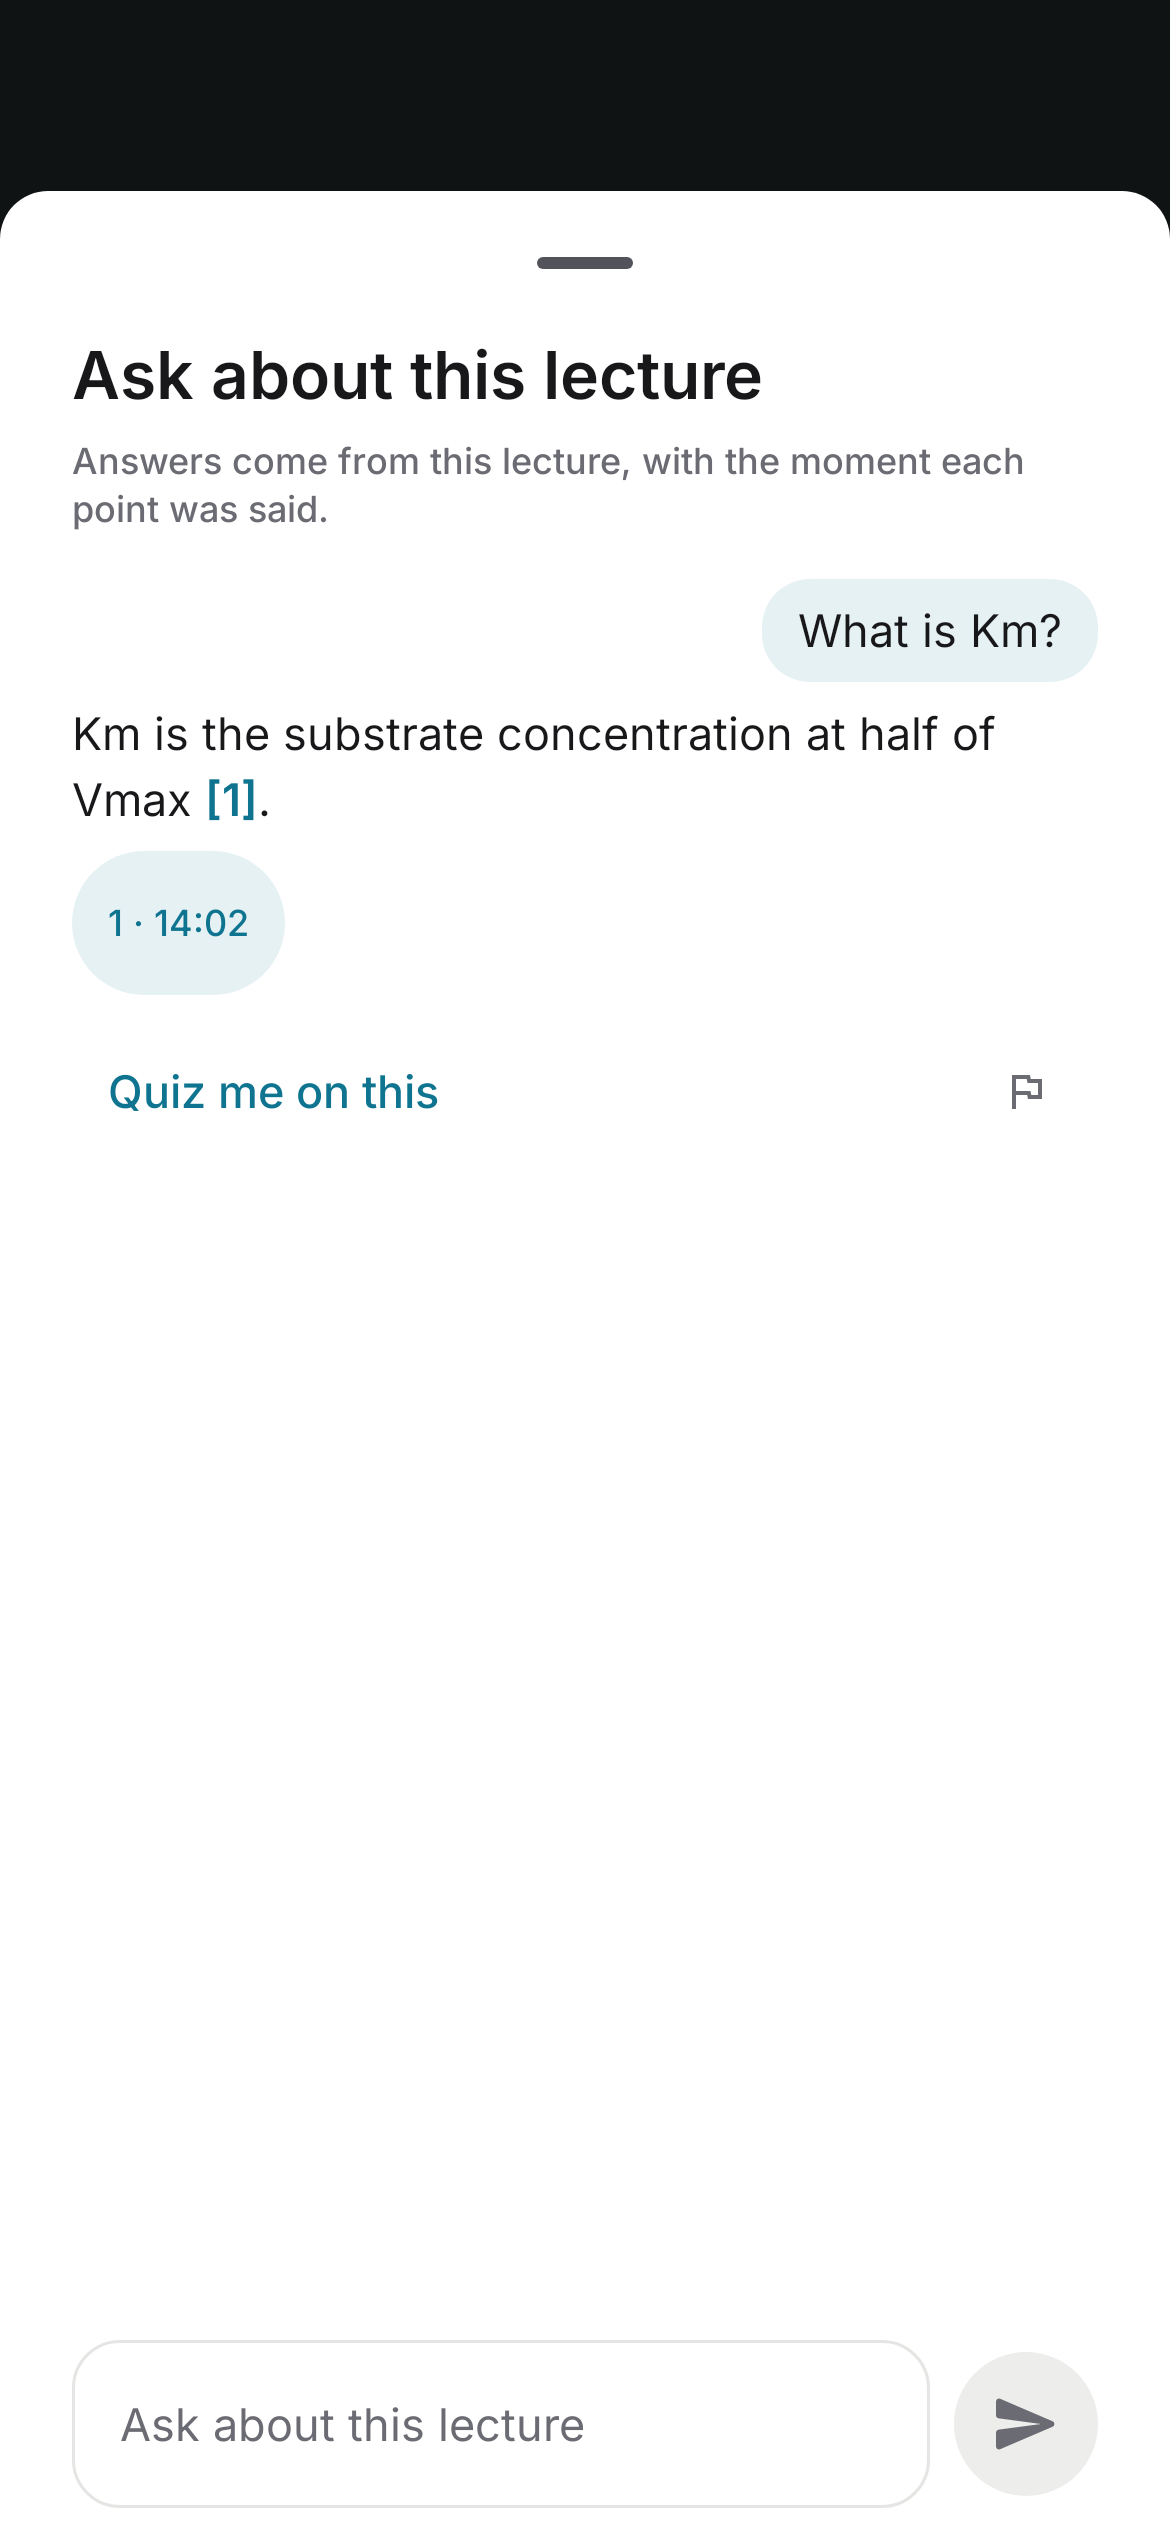 Ask about this lecture
Answers come from this lecture, with the moment each
point was said.
What is Km?
Km is the substrate concentration at half of
Vmax [1].
1 · 14:02
Quiz me on this
Ask about this lecture